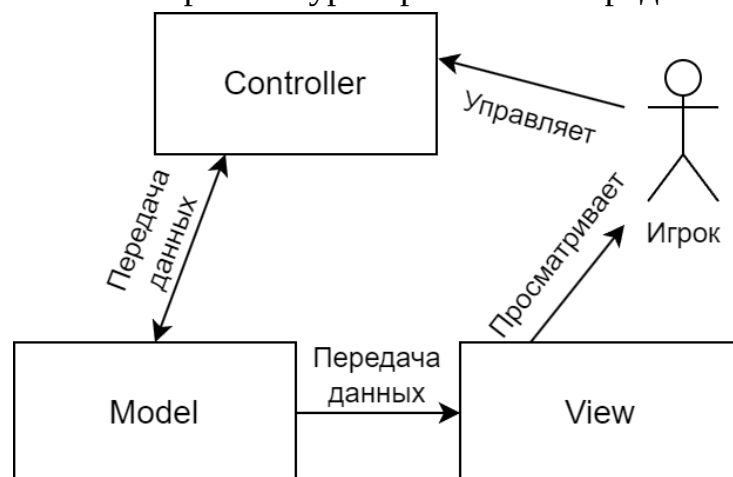 Controller
Управляет
Игрок
Передача
данных
Просматривает
Model
Передача
данных
View